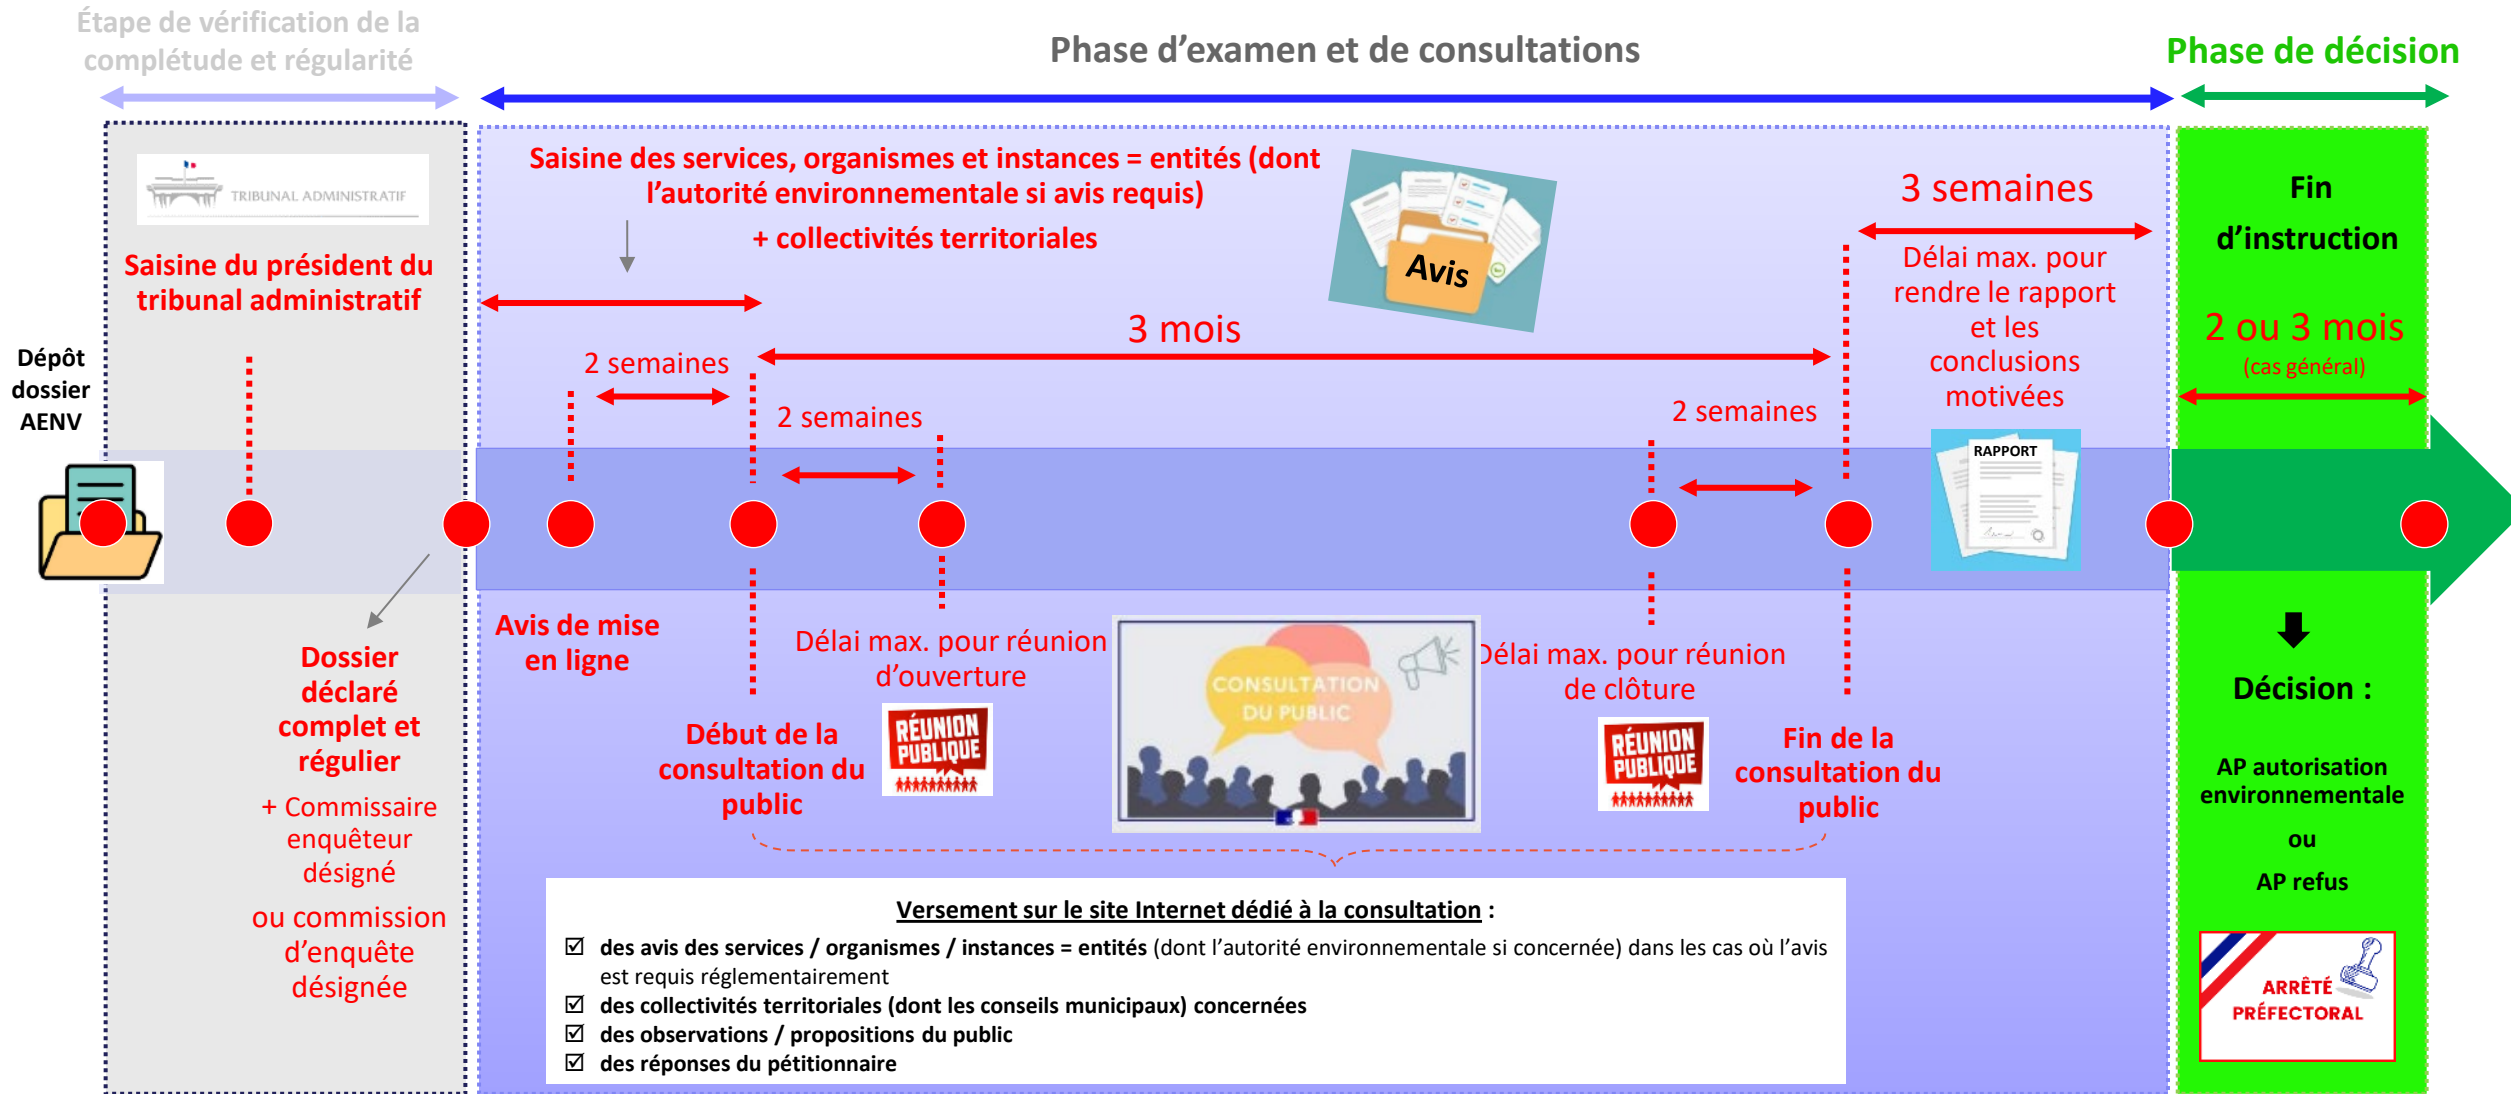 Étape de vérification de la
complétude et régularité
Phase d’examen et de consultations
Phase de décision
TRIBUNAL ADMINISTRATIF
Saisine du président du
tribunal administratif
Dépôt
dossier
AENV
Dossier
déclaré
complet et
régulier
+ Commissaire
enquêteur
désigné
ou commission
d’enquête
désignée
Saisine des services, organismes et instances = entités (dont
l’autorité environnementale si avis requis)
+ collectivités territoriales
Avis
2 semaines
3 mois
2 semaines
2 semaines
3 semaines
Délai max. pour
rendre le rapport
et les
conclusions
motivées
RAPPORT
Avis de mise
en ligne
Début de la
consultation du
public
Délai max. pour réunion
d’ouverture
RÉUNION
PUBLIQUE
CONSULTATION
DU PUBLIC
Délai max. pour réunion
de clôture
RÉUNION
PUBLIQUE
Fin de la
consultation du
public
Versement sur le site Internet dédié à la consultation :
☑ des avis des services / organismes / instances = entités (dont l’autorité environnementale si concernée) dans les cas où l’avis
est requis réglementairement
☑ des collectivités territoriales (dont les conseils municipaux) concernées
☑ des observations / propositions du public
☑ des réponses du pétitionnaire
Fin
d’instruction
2 ou 3 mois
(cas général)
Décision :
AP autorisation
environnementale
ou
AP refus
ARRÊTÉ
PRÉFECTORAL